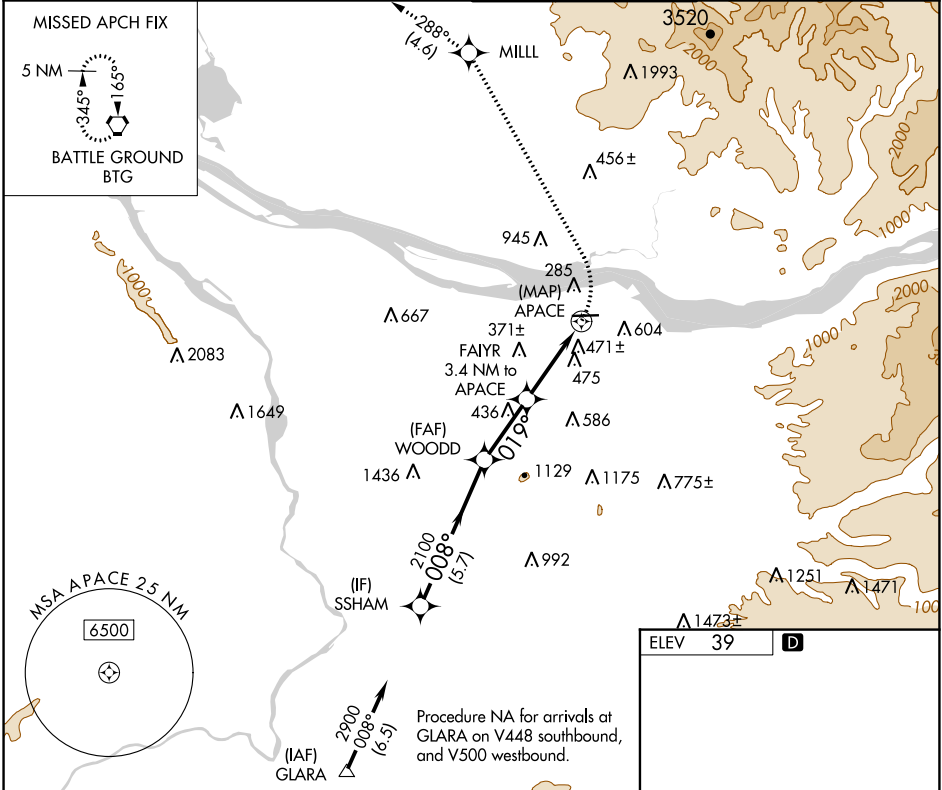 MISSED APCH FIX
5 NM
345°
165°
BATTLE GROUND
BTG
288°
(4.6)
MILLL
3520
2000
1993
2000
456±
1000
945
285
(MAP)
APACE
2000
1000
667
371±
604
FAIYR
3.4 NM to
APACE
471±
475
1000
2083
1649
436
586
(FAF)
WOODD
019°
1436
1129
1175
775±
2100
008°
(5.7)
992
(IF)
SSHAM
1251
1471
100
1473±
MSA APACE 25 NM
6500
ELEV 39
D
2900
008°
(6.5)
(IAF)
GLARA
Procedure NA for arrivals at
GLARA on V448 southbound,
and V500 westbound.